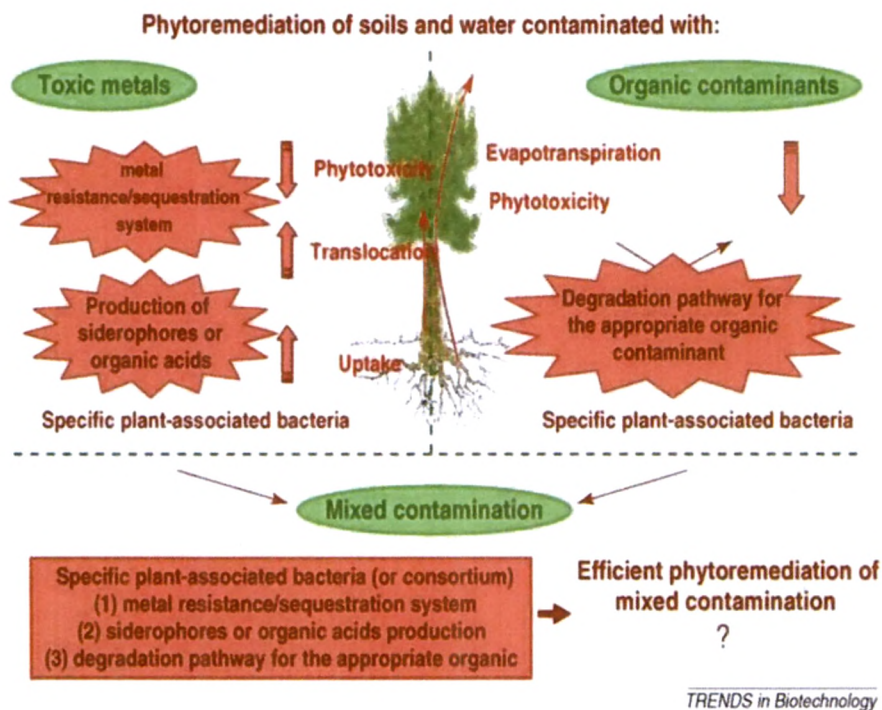 Phytoremediation of soils and water contaminated with:
Toxic metals
Organic contaminants
metal
resistance/sequestration
system
Phytotoxicity
Translocation
Production of
siderophores or
organic acids
Uptake
Specific plant-associated bacteria
Evapotranspiration
Phytotoxicity
Degradation pathway for
the appropriate organic
contaminant
Specific plant-associated bacteria
Mixed contamination
Specific plant-associated bacteria (or consortium)
(1) metal resistance/sequestration system
(2) siderophores or organic acids production
(3) degradation pathway for the appropriate organic
Efficient phytoremediation of
mixed contamination
?
TRENDS in Biotechnology